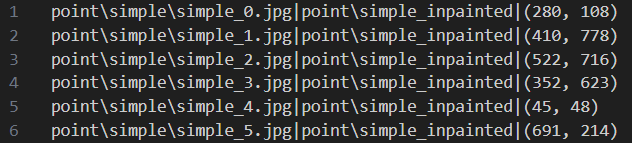 1 point\simple\simple_0.jpg|point\simple_inpainted|(280, 108)
2 point\simple\simple_1.jpg|point\simple_inpainted|(410, 778)
3 point\simple\simple_2.jpg|point\simple_inpainted|(522, 716)
4 point\simple\simple_3.jpg|point\simple_inpainted|(352, 623)
5 point\simple\simple_4.jpg|point\simple_inpainted|(45, 48)
6 point\simple\simple_5.jpg|point\simple_inpainted|(691, 214)